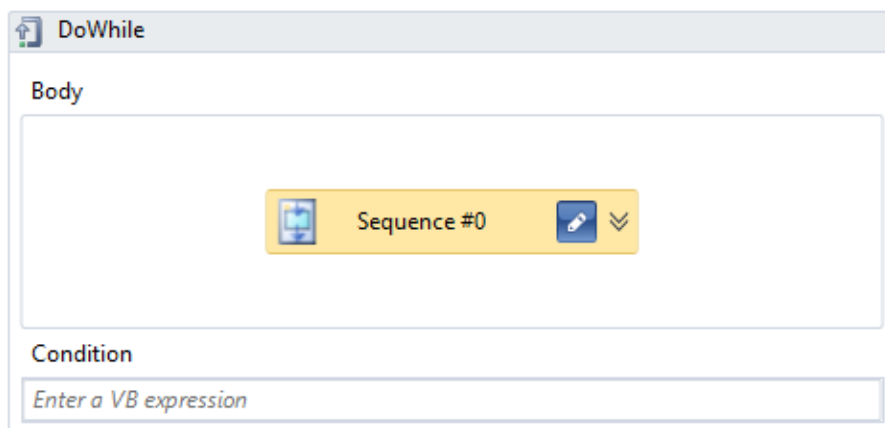 DoWhile
Body
Sequence #0
Condition
Enter a VB expression